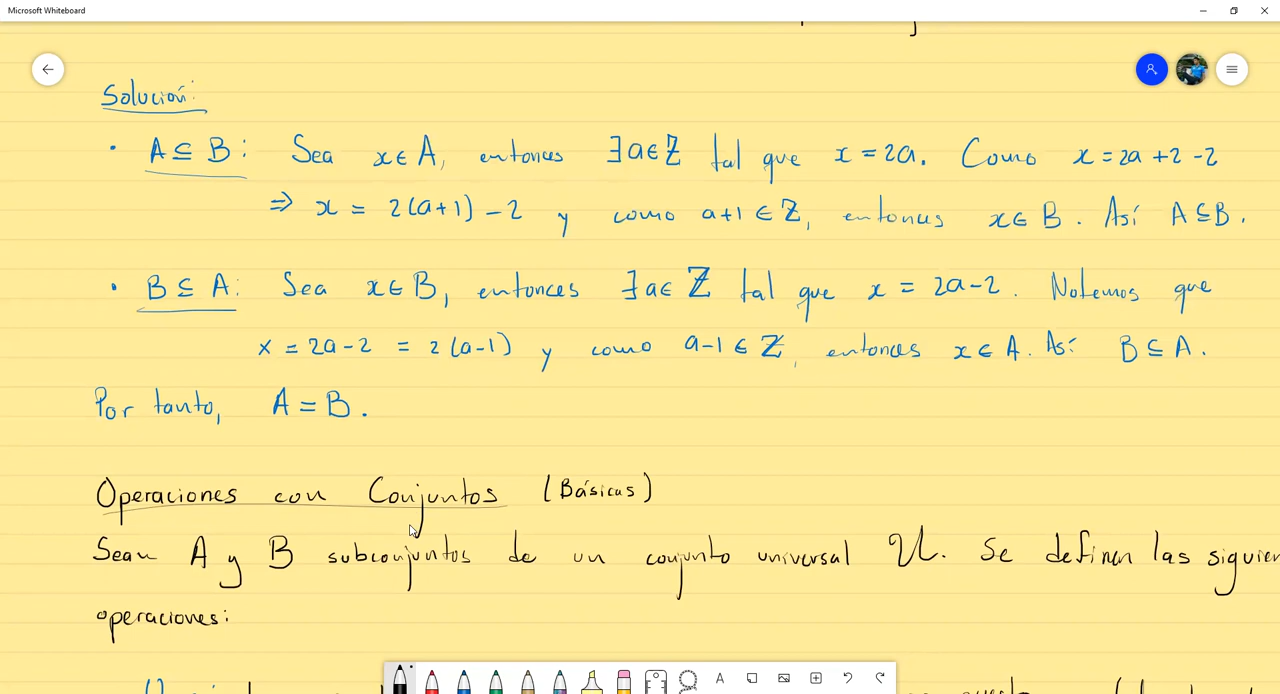 Microsoft Whiteboard
Solución:
· A ⊆ B: Sea x ∈ A, entonces ∃ a ∈ ℤ tal que x = 2a. Como x = 2a + 2 - 2
⇒ x = 2(a+1) - 2 y como a+1 ∈ ℤ, entonces x ∈ B. Así A ⊆ B.
· B ⊆ A: Sea x ∈ B, entonces ∃ a ∈ ℤ tal que x = 2a - 2. Notemos que
x = 2a - 2 = 2(a-1) y como a-1 ∈ ℤ, entonces x ∈ A. Así B ⊆ A.
Por tanto, A = B.
Operaciones con Conjuntos (Básicas)
Sean A y B subconjuntos de un conjunto universal 𝒰. Se definen las siguien
operaciones:
A